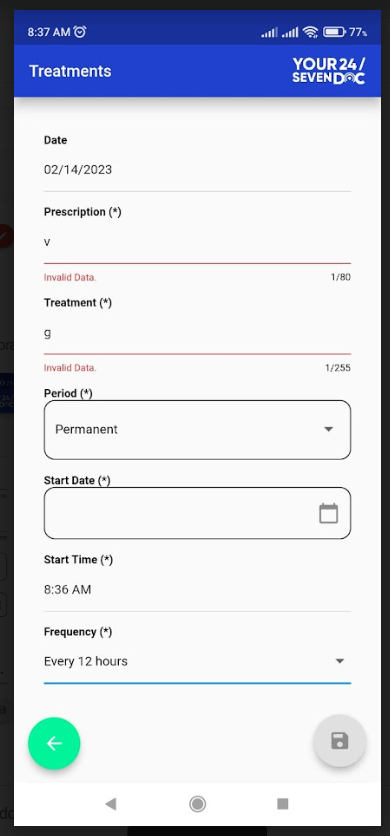 8:37 AM
77%
Treatments
YOUR 24/
SEVEN DOC
Date
02/14/2023
Prescription (*)
v
Invalid Data.
1/80
Treatment (*)
g
Invalid Data.
1/255
Period (*)
Permanent
Start Date (*)
Start Time (*)
8:36 AM
Frequency (*)
Every 12 hours